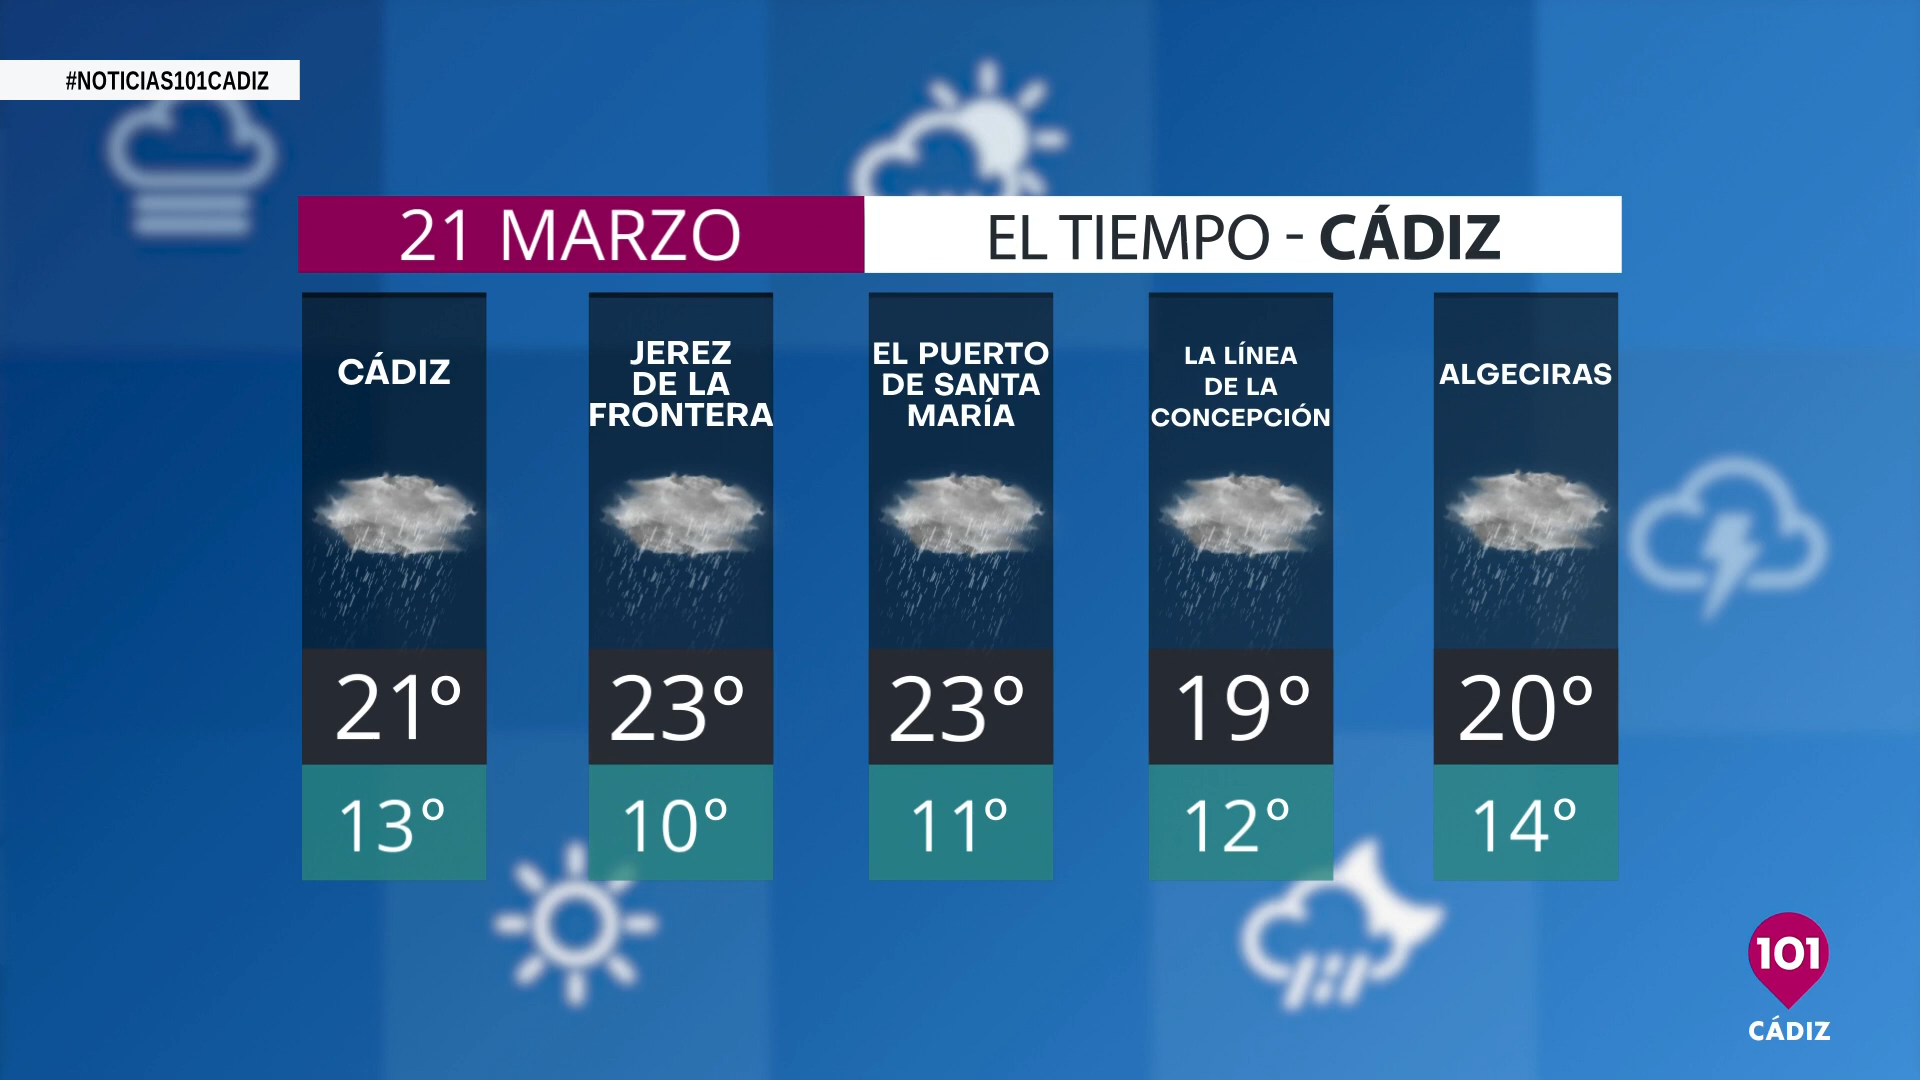 #NOTICIAS101CADIZ
21 MARZO
EL TIEMPO - CÁDIZ
CÁDIZ
21°
13°
JEREZ
DE LA
FRONTERA
23°
10°
EL PUERTO
DE SANTA
MARÍA
23°
11°
LA LÍNEA
DE LA
CONCEPCIÓN
19°
12°
ALGECIRAS
20°
14°
101
CÁDIZ